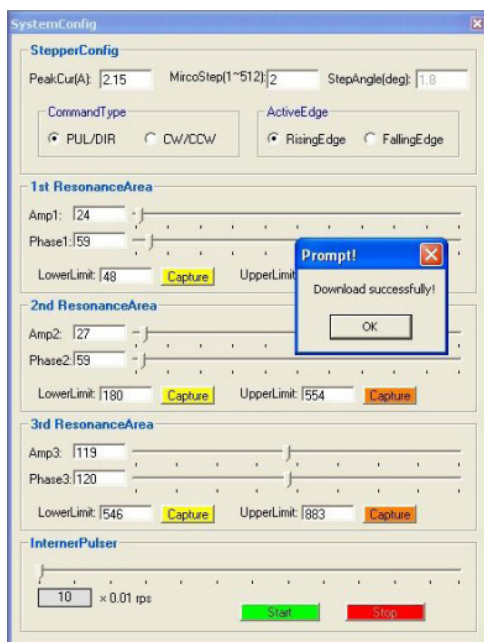 SystemConfig
StepperConfig
PeakCur(A): 2.15 MircoStep(1~512): 2 StepAngle(deg): 1.8
CommandType ActiveEdge
PUL/DIR CW/CCW RisingEdge FallingEdge
1st ResonanceArea
Amp1: 24
Phase1: 59
Prompt!
LowerLimit: 48 Capture UpperLimit
Download successfully!
OK
2nd ResonanceArea
Amp2: 27
Phase2: 59
LowerLimit: 180 Capture UpperLimit: 554 Capture
3rd ResonanceArea
Amp3: 119
Phase3: 120
LowerLimit: 546 Capture UpperLimit: 883 Capture
InternerPulser
10 × 0.01 rps Start Stop